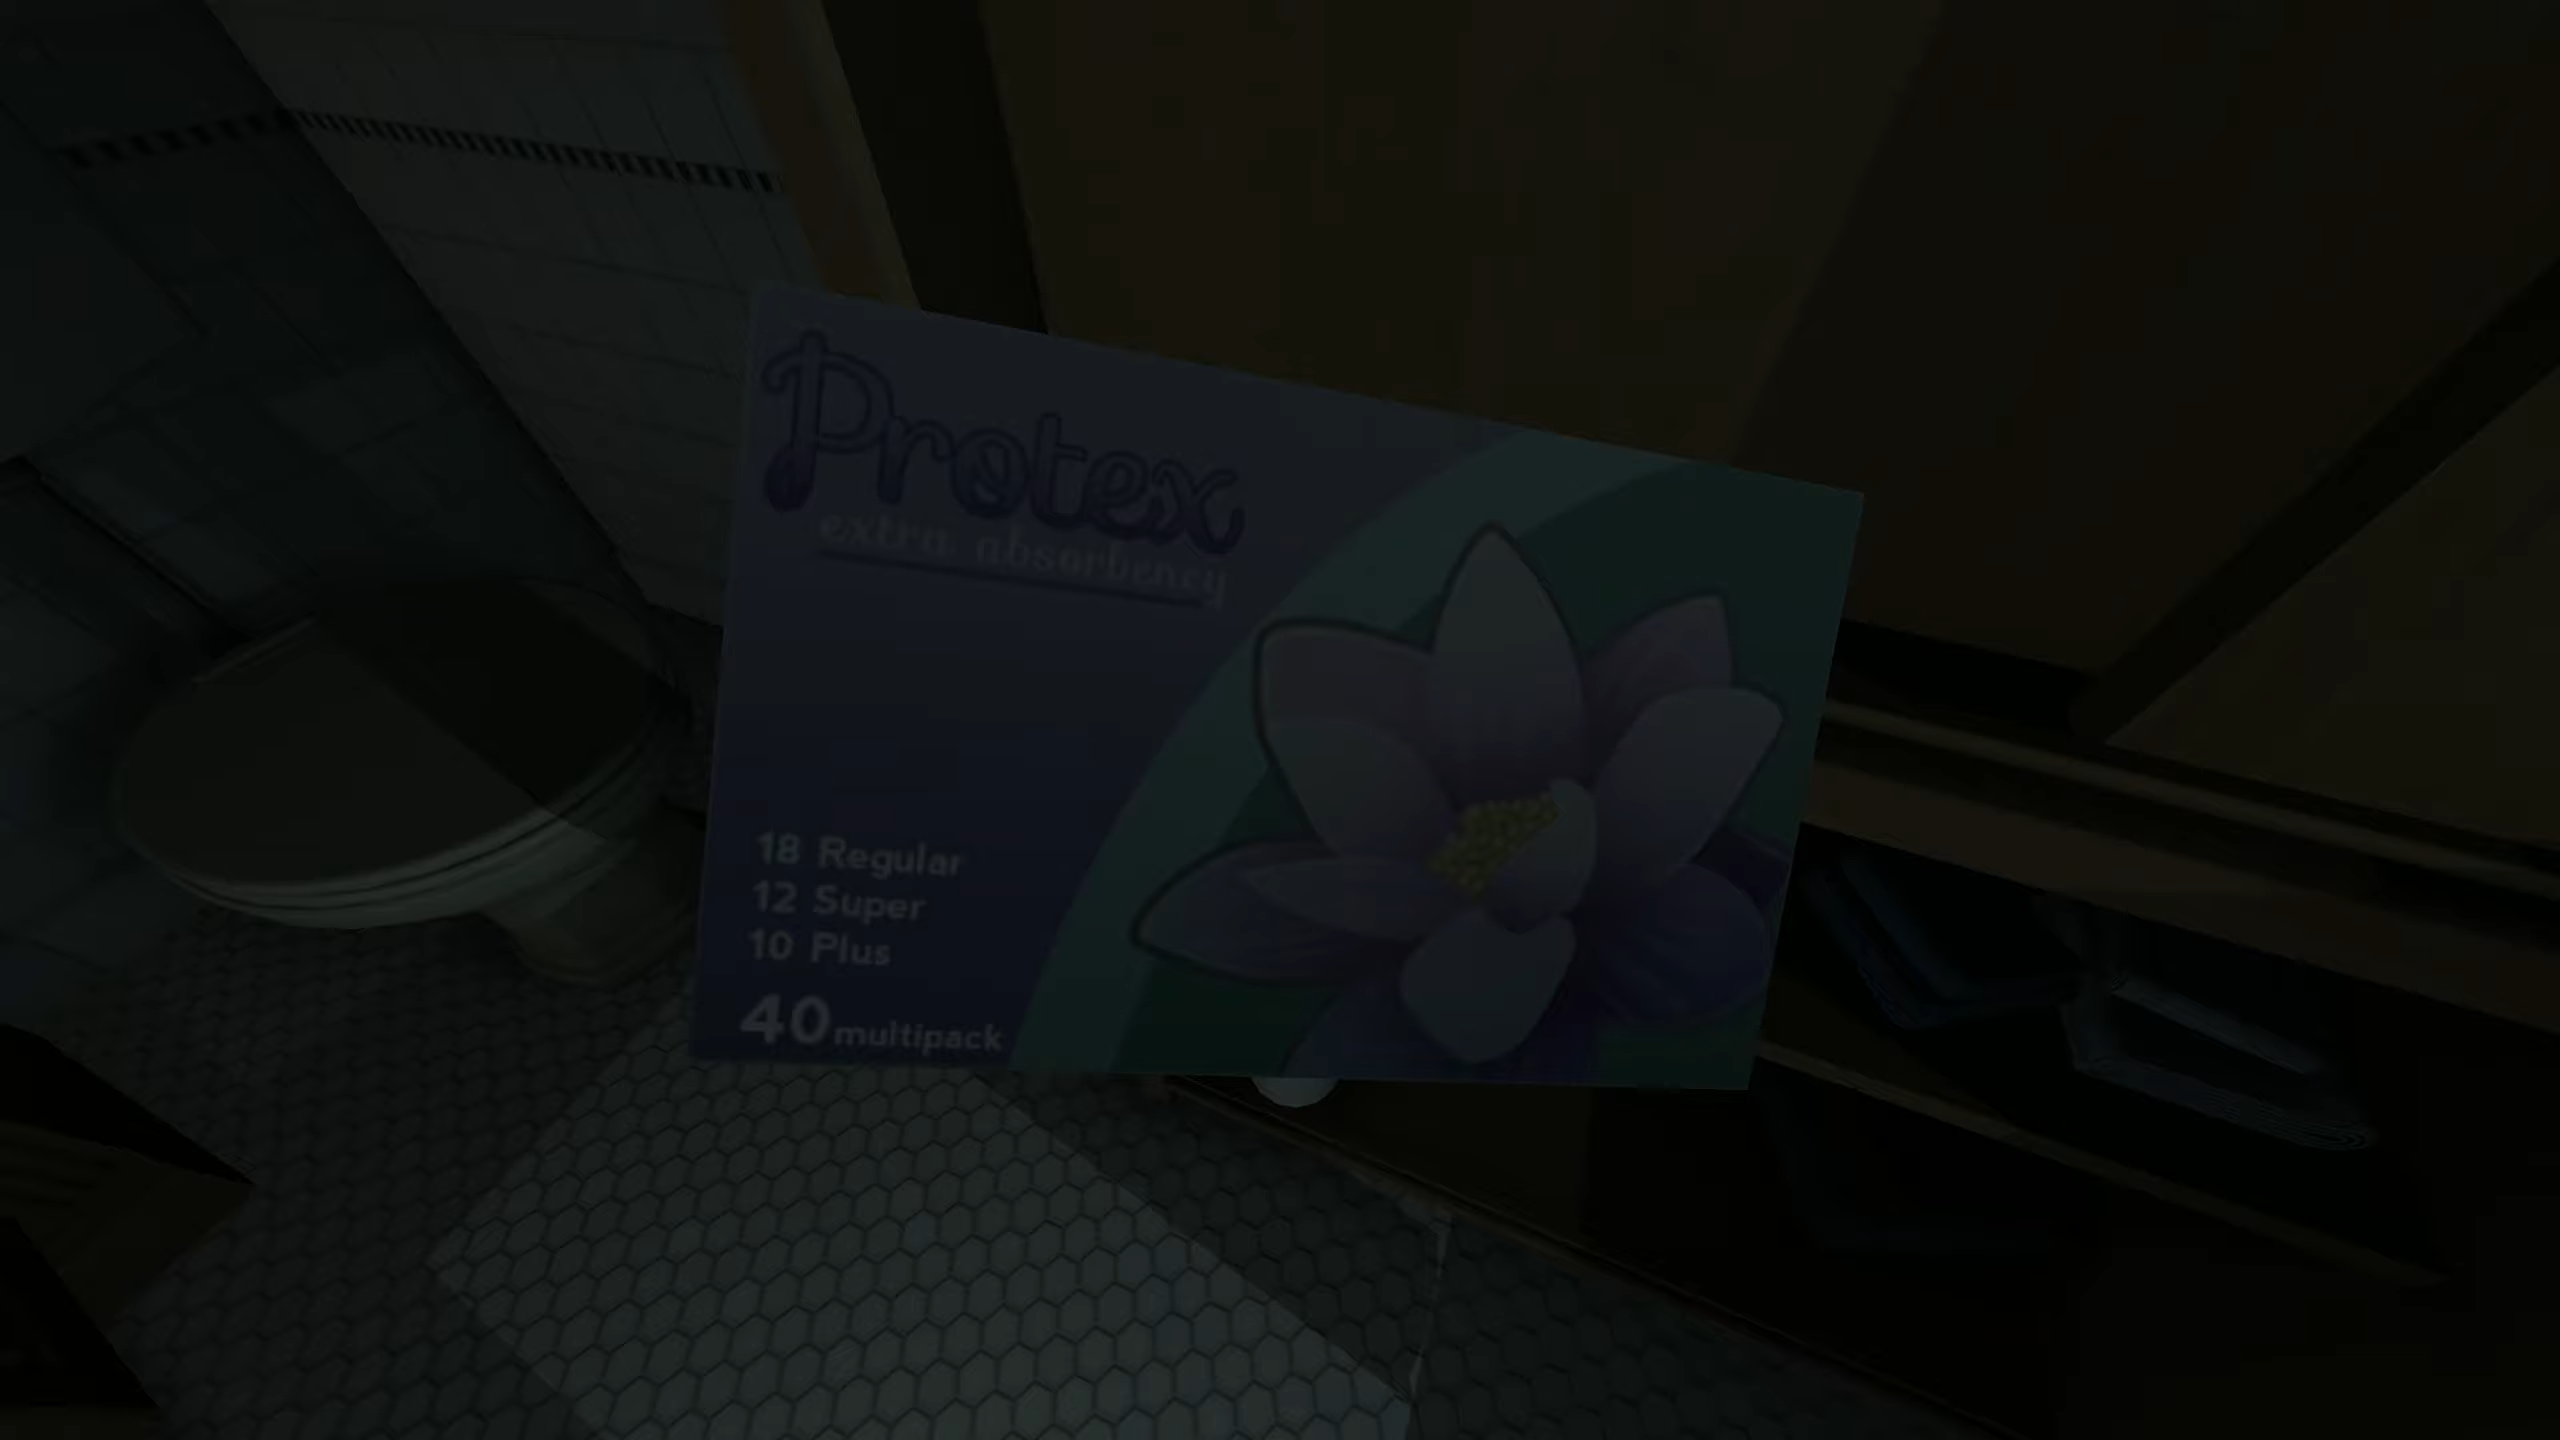 Protex
extra absorbency
18 Regular
12 Super
10 Plus
40 multipack